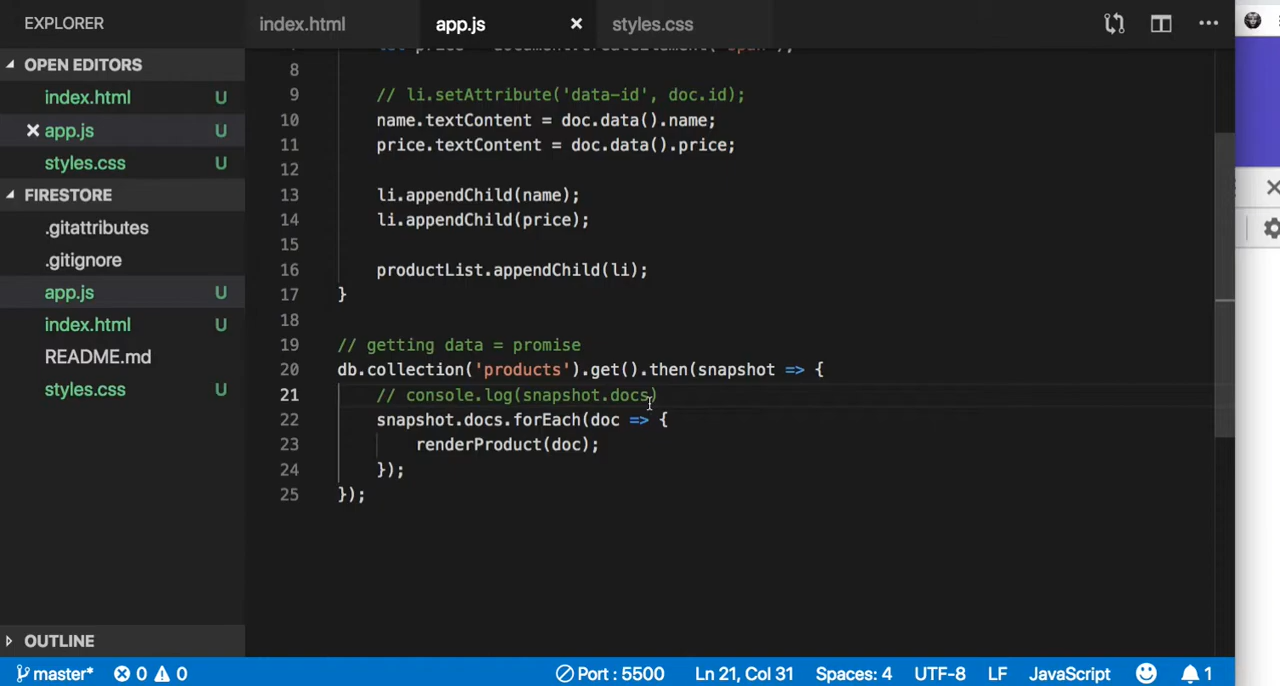 EXPLORER
index.html
app.js
styles.css
OPEN EDITORS
index.html U
app.js U
styles.css U
FIRESTORE
.gitattributes
.gitignore
app.js U
index.html U
README.md
styles.css U
OUTLINE
8
9 // li.setAttribute('data-id', doc.id);
10 name.textContent = doc.data().name;
11 price.textContent = doc.data().price;
12
13 li.appendChild(name);
14 li.appendChild(price);
15
16 productList.appendChild(li);
17 }
18
19 // getting data = promise
20 db.collection('products').get().then(snapshot => {
21 // console.log(snapshot.docs)
22 snapshot.docs.forEach(doc => {
23 renderProduct(doc);
24 });
25 });
master* 0 0 Port : 5500 Ln 21, Col 31 Spaces: 4 UTF-8 LF JavaScript 1